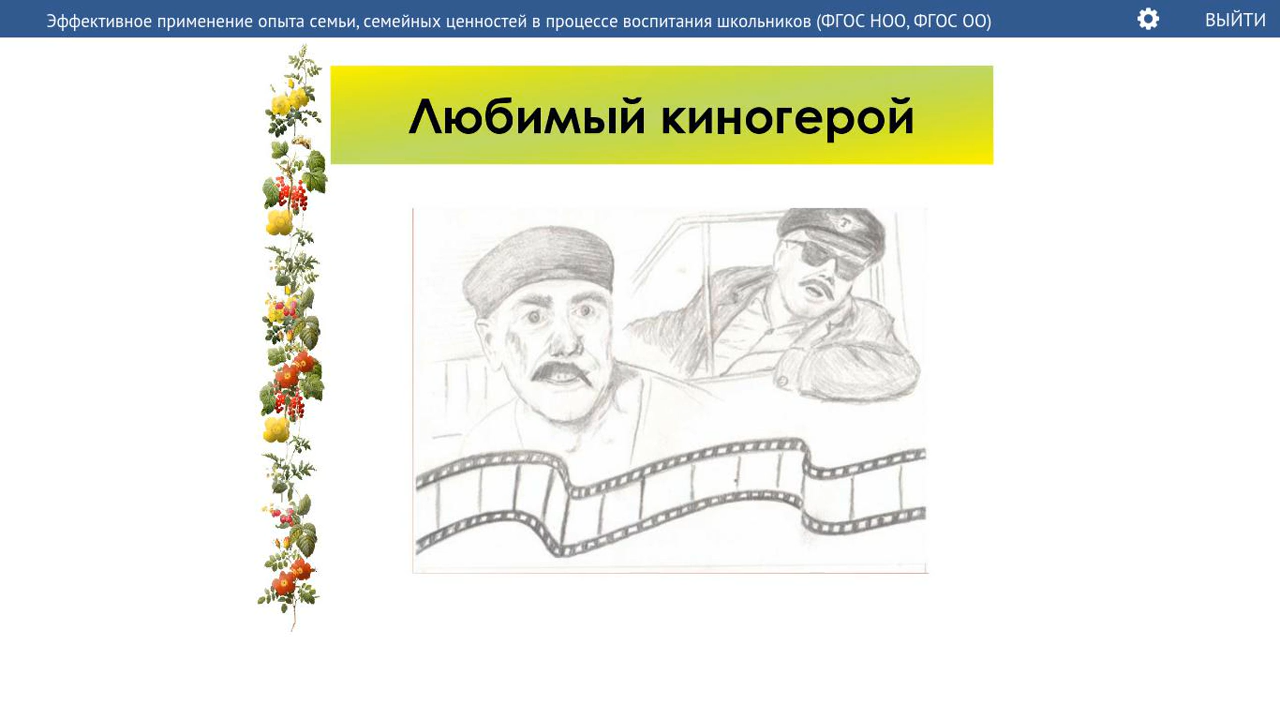 Эффективное применение опыта семьи, семейных ценностей в процессе воспитания школьников (ФГОС НОО, ФГОС ОО)
ВЫЙТИ
Любимый киногерой